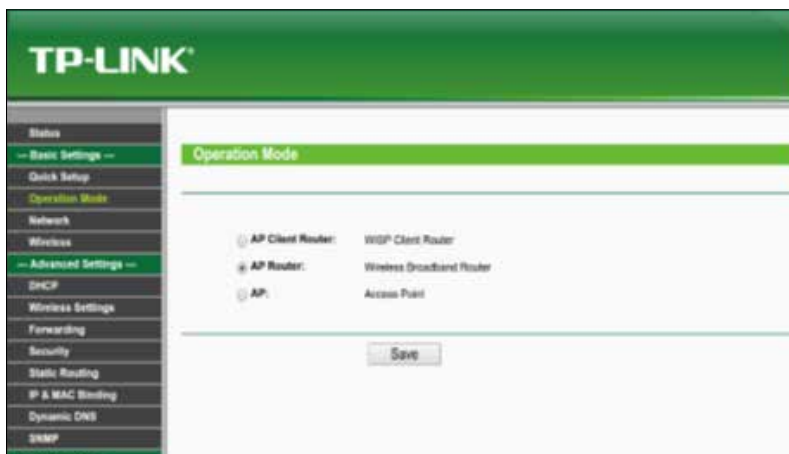 TP-LINK®
Status
--- Basic Settings ---
Quick Setup
Operation Mode
Network
Wireless
--- Advanced Settings ---
DHCP
Wireless Settings
Forwarding
Security
Static Routing
IP & MAC Binding
Dynamic DNS
SNMP
Operation Mode
AP Client Router: WISP Client Router
AP Router: Wireless Broadband Router
AP: Access Point
Save